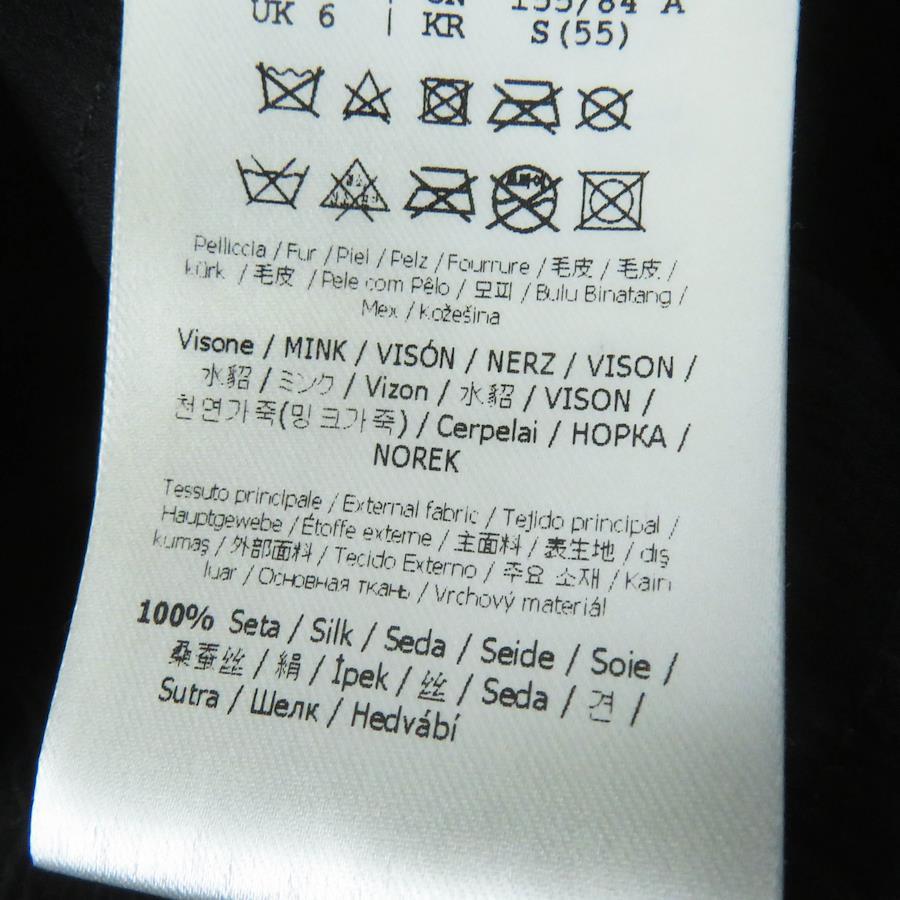 UK 6 | CN 155/84 A
KR S(55)
Pelliccia / Fur / Piel / Pelz / Fourrure / 毛皮 / 毛皮 /
kürk / 毛皮 / Pele com Pêlo / 모피 / Bulu Binatang /
Мех / Kožešina
Visone / MINK / VISÓN / NERZ / VISON /
水貂 / ミンク / Vizon / 水貂 / VISON /
천연가죽(밍크가죽) / Cerpelai / НОРКА /
NOREK
Tessuto principale / External fabric / Tejido principal /
Hauptgewebe / Étoffe externe / 主面料 / 表生地 / dış
kumaş / 外部面料 / Tecido Externo / 주요 소재 / Kain
luar / Основная ткань / Vrchový materiál
100% Seta / Silk / Seda / Seide / Soie /
桑蚕丝 / 絹 / İpek / 丝 / Seda / 견 /
Sutra / Шелк / Hedvábí